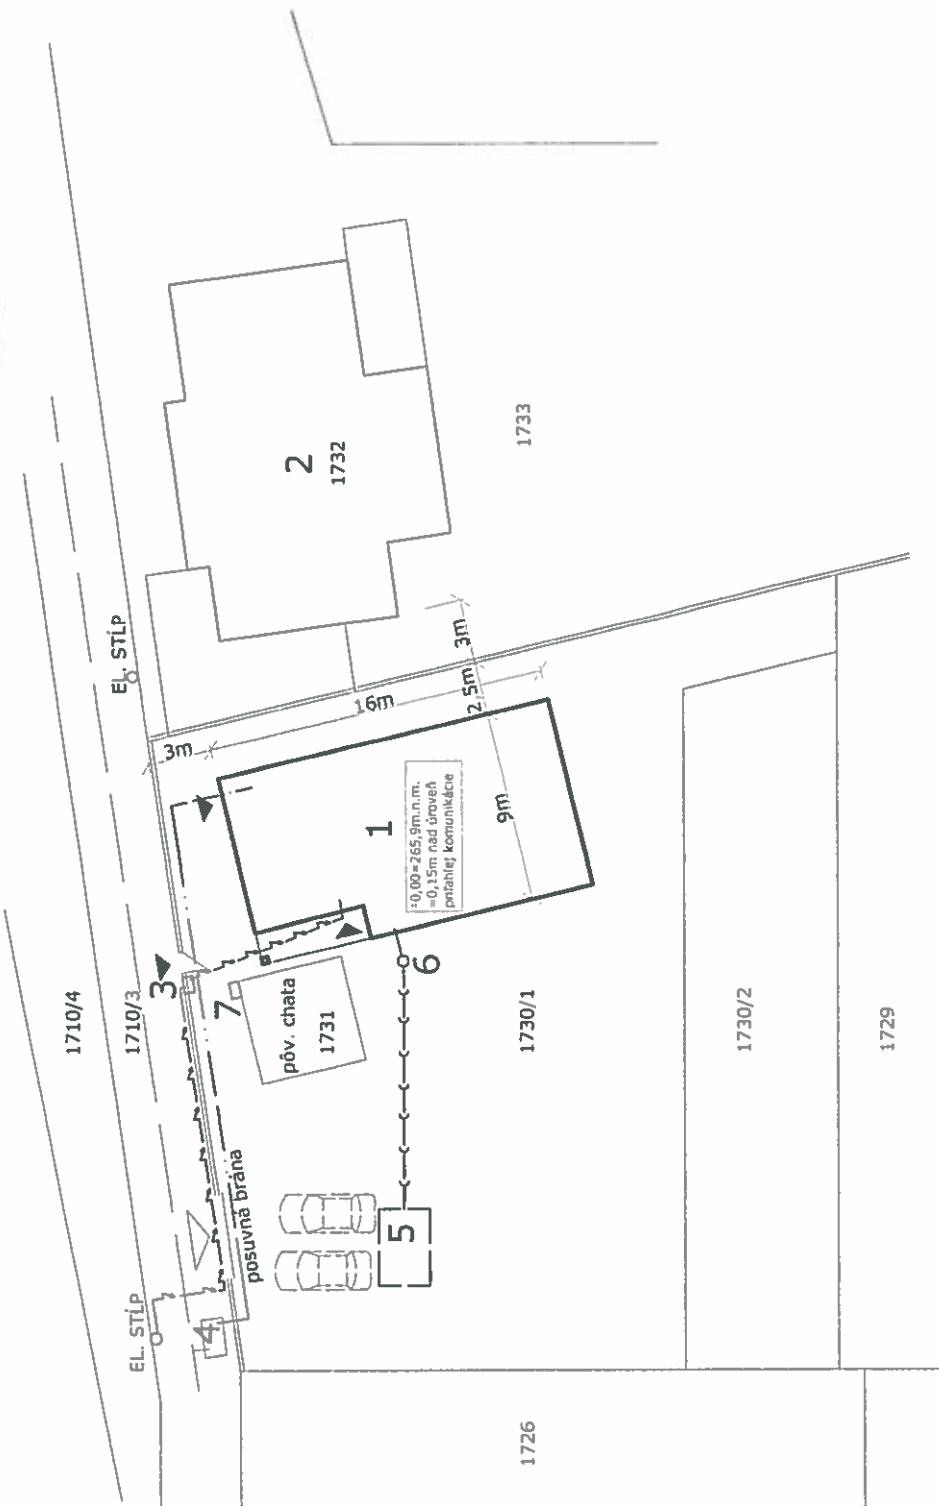 1710/4
1710/3
EL. STĹP
EL. STĹP
3
4
7
posuvná brána
pôv. chata
1731
3m
16m
2,5m
3m
9m
1
±0,00=265,9m.n.m.
=0,15m nad úroveň
priľahlej komunikácie
2
1732
1733
5
6
1730/1
1730/2
1729
1726